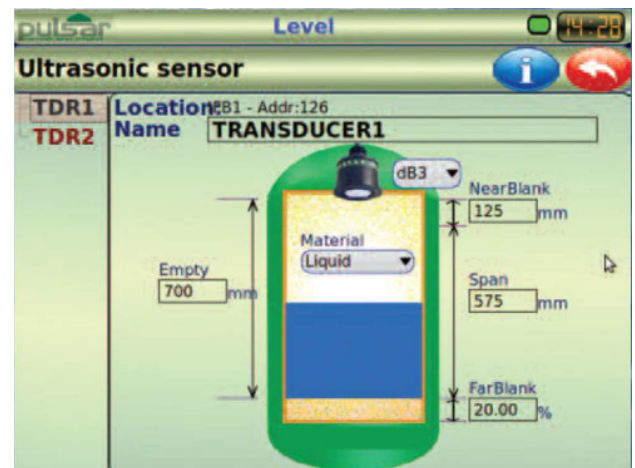 pulsar
Level
14:28
Ultrasonic sensor
i
TDR1
TDR2
Location:
EB1 - Addr:126
Name
TRANSDUCER1
dB3
NearBlank
125 mm
Material
Liquid
Empty
700 mm
Span
575 mm
FarBlank
20.00 %